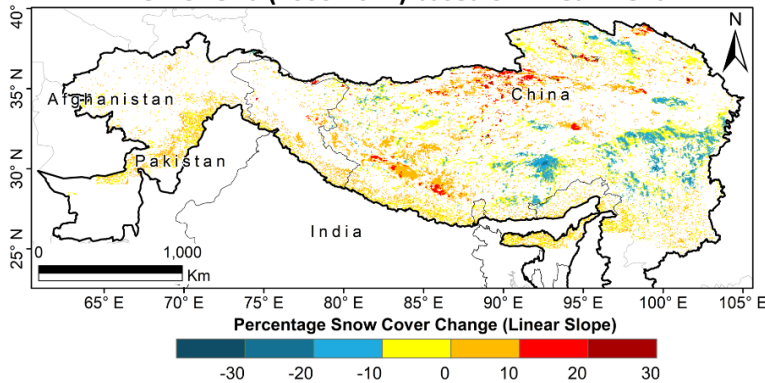 40°
N
35° N
30° N
25° N
Afghanistan
China
Pakistan
India
0 1,000
Km
65° E 70° E 75° E 80° E 85° E 90° E 95° E 100° E 105° E
Percentage Snow Cover Change (Linear Slope)
-30 -20 -10 0 10 20 30